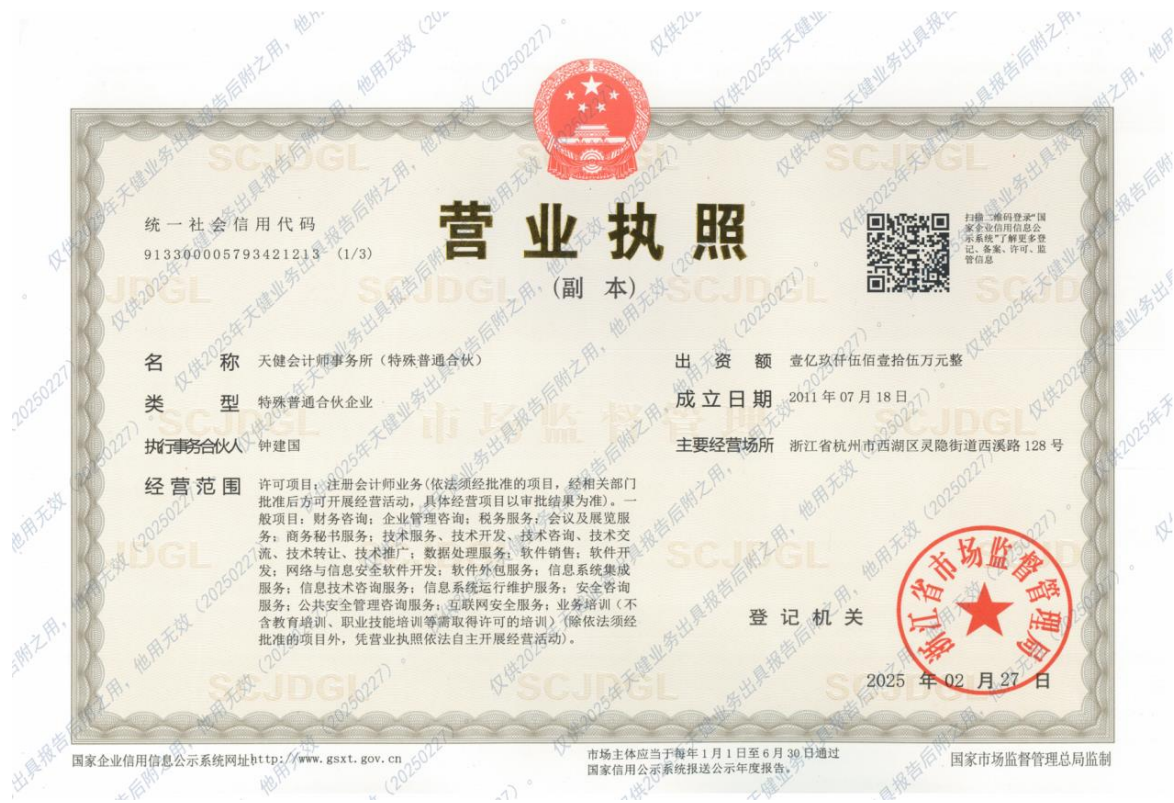 营业执照
(副 本)
统一社会信用代码
913300005793421213 (1/3)
扫描二维码登录“国
家企业信用信息公
示系统”了解更多登
记、备案、许可、监
管信息
名 称 天健会计师事务所（特殊普通合伙）
类 型 特殊普通合伙企业
执行事务合伙人 钟建国
经营范围 许可项目：注册会计师业务(依法须经批准的项目，经相关部门
批准后方可开展经营活动，具体经营项目以审批结果为准)。一
般项目：财务咨询；企业管理咨询；税务服务；会议及展览服
务；商务秘书服务；技术服务、技术开发、技术咨询、技术交
流、技术转让、技术推广；数据处理服务；软件销售；软件开
发；网络与信息安全软件开发；软件外包服务；信息系统集成
服务；信息技术咨询服务；信息系统运行维护服务；安全咨询
服务；公共安全管理咨询服务；互联网安全服务；业务培训（不
含教育培训、职业技能培训等需取得许可的培训）(除依法须经
批准的项目外，凭营业执照依法自主开展经营活动)。
出 资 额 壹亿玖仟伍佰壹拾伍万元整
成立日期 2011 年 07 月 18 日
主要经营场所 浙江省杭州市西湖区灵隐街道西溪路 128 号
登记机关
浙江省市场监督管理局
2025 年 02 月 27 日
国家企业信用信息公示系统网址http://www.gsxt.gov.cn
市场主体应当于每年 1 月 1 日至 6 月 30 日通过
国家信用公示系统报送公示年度报告。
国家市场监督管理总局监制
市场监督管理
SCJDGL
仅供2025年天健业务出具报告后附之用，他用无效（20250227）。